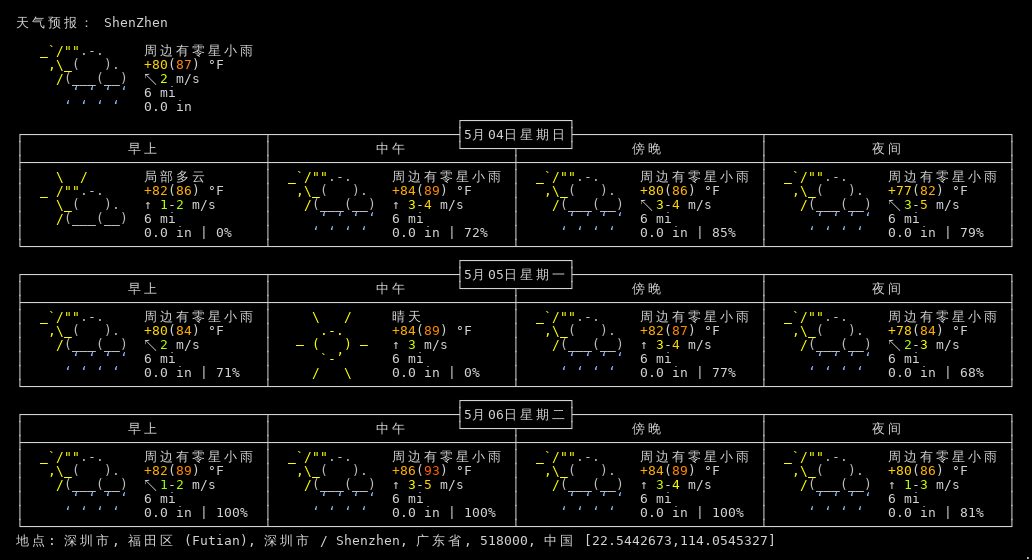 天气预报： ShenZhen
周边有零星小雨
+80(87) °F
↖2 m/s
6 mi
0.0 in
5月04日星期日
早上 中午 傍晚 夜间
局部多云 周边有零星小雨 周边有零星小雨 周边有零星小雨
+82(86) °F +84(89) °F +80(86) °F +77(82) °F
↑ 1-2 m/s ↑ 3-4 m/s ↖3-4 m/s ↖3-5 m/s
6 mi 6 mi 6 mi 6 mi
0.0 in | 0% 0.0 in | 72% 0.0 in | 85% 0.0 in | 79%
5月05日星期一
早上 中午 傍晚 夜间
周边有零星小雨 晴天 周边有零星小雨 周边有零星小雨
+80(84) °F +84(89) °F +82(87) °F +78(84) °F
↖2 m/s ↑ 3 m/s ↑ 3-4 m/s ↖2-3 m/s
6 mi 6 mi 6 mi 6 mi
0.0 in | 71% 0.0 in | 0% 0.0 in | 77% 0.0 in | 68%
5月06日星期二
早上 中午 傍晚 夜间
周边有零星小雨 周边有零星小雨 周边有零星小雨 周边有零星小雨
+82(89) °F +86(93) °F +84(89) °F +80(86) °F
↖1-2 m/s ↑ 3-5 m/s ↑ 3-4 m/s ↑ 1-3 m/s
6 mi 6 mi 6 mi 6 mi
0.0 in | 100% 0.0 in | 100% 0.0 in | 100% 0.0 in | 81%
地点: 深圳市, 福田区 (Futian), 深圳市 / Shenzhen, 广东省, 518000, 中国 [22.5442673,114.0545327]